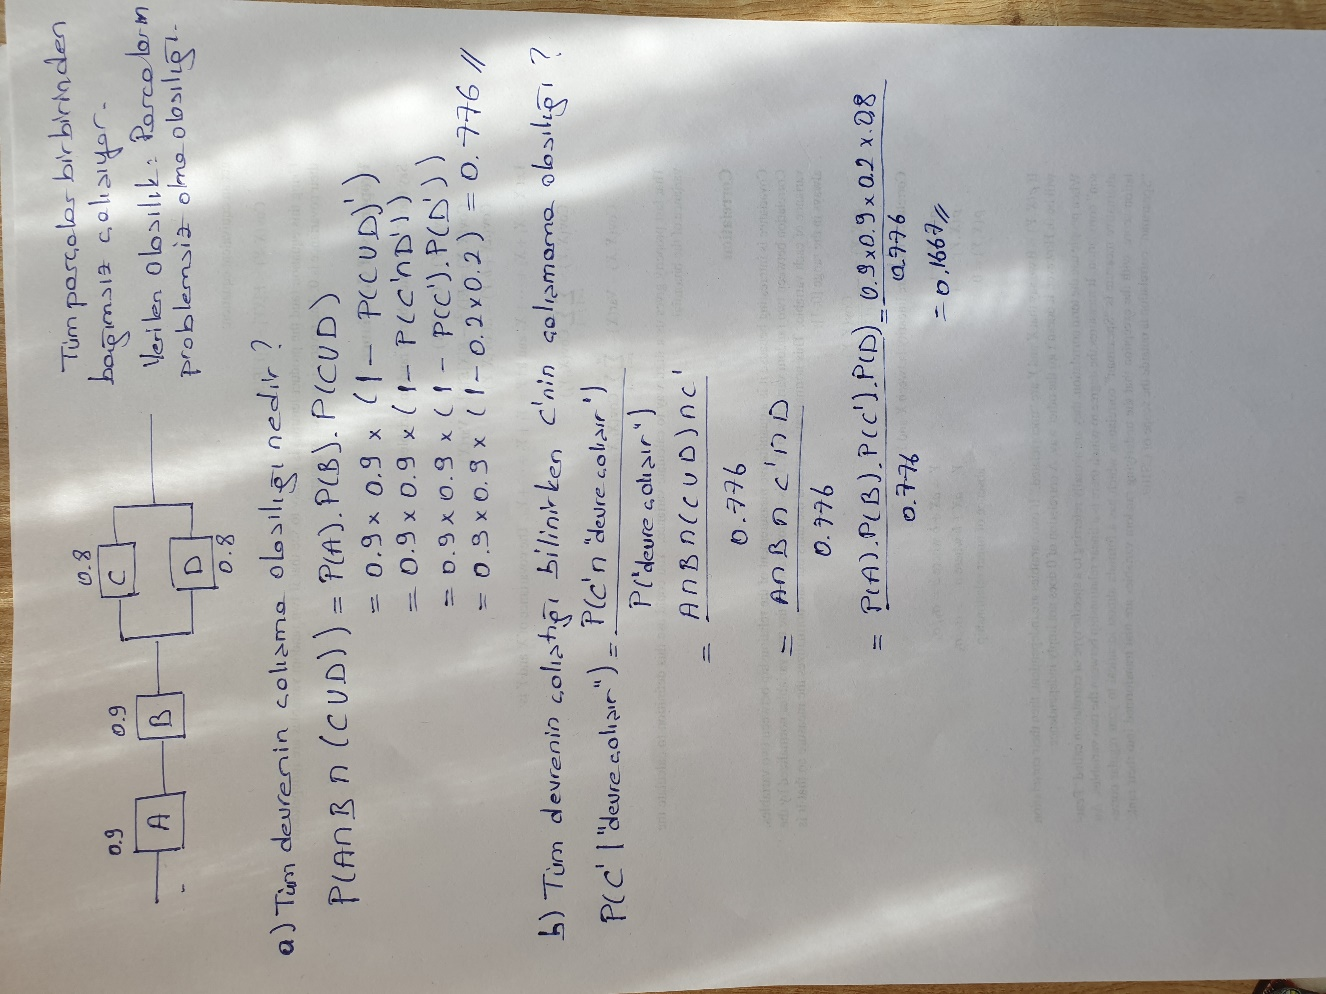 Tüm parçalar birbirinden
bağımsız çalışıyor.
Verilen olasılık: Parçaların
problemsiz olma olasılığı.
0.9
A
0.9
B
0.8
C
D
0.8
a) Tüm devrenin çalışma olasılığı nedir?
P(A∩B∩(C∪D)) = P(A).P(B).P(C∪D)
= 0.9 x 0.9 x (1 - P(C∪D)')
= 0.9 x 0.9 x (1 - P(C'∩D'))
= 0.9 x 0.9 x (1 - P(C').P(D'))
= 0.9 x 0.9 x (1 - 0.2 x 0.2) = 0.776 //
b) Tüm devrenin çalıştığı bilinirken C'nin çalışmama olasılığı?
P(C' | "devre çalışır") = P(C'∩"devre çalışır")
P("devre çalışır")
= A∩B∩(C∪D)∩C'
0.776
= A∩B∩C'∩D
0.776
= P(A).P(B).P(C').P(D) = 0.9 x 0.9 x 0.2 x 0.8
0.776 0.776
= 0.1667 //